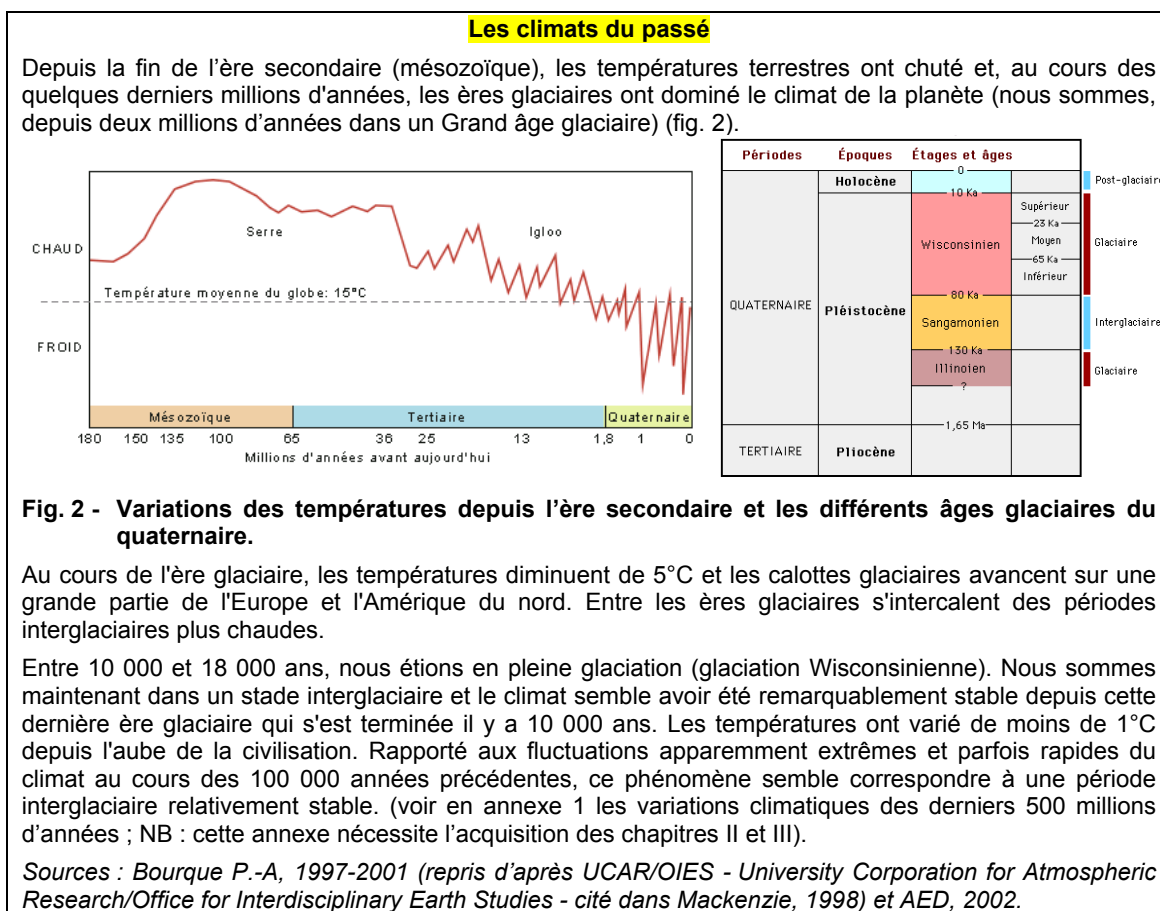 Les climats du passé
Depuis la fin de l'ère secondaire (mésozoïque), les températures terrestres ont chuté et, au cours des
quelques derniers millions d'années, les ères glaciaires ont dominé le climat de la planète (nous sommes,
depuis deux millions d'années dans un Grand âge glaciaire) (fig. 2).
CHAUD
FROID
Serre
Igloo
Température moyenne du globe: 15°C
Mésozoïque
Tertiaire
Quaternaire
180 150 135 100 65 36 25 13 1,8 1 0
Millions d'années avant aujourd'hui
Périodes Époques Étages et âges
0
Holocène
Post-glaciaire
10 Ka
Supérieur
23 Ka
Wisconsinien
Moyen
Glaciaire
65 Ka
Inférieur
80 Ka
QUATERNAIRE
Pléistocène
Sangamonien
Interglaciaire
130 Ka
Illinoien
Glaciaire
?
1,65 Ma
TERTIAIRE
Pliocène
Fig. 2 - Variations des températures depuis l'ère secondaire et les différents âges glaciaires du
quaternaire.
Au cours de l'ère glaciaire, les températures diminuent de 5°C et les calottes glaciaires avancent sur une
grande partie de l'Europe et l'Amérique du nord. Entre les ères glaciaires s'intercalent des périodes
interglaciaires plus chaudes.
Entre 10 000 et 18 000 ans, nous étions en pleine glaciation (glaciation Wisconsinienne). Nous sommes
maintenant dans un stade interglaciaire et le climat semble avoir été remarquablement stable depuis cette
dernière ère glaciaire qui s'est terminée il y a 10 000 ans. Les températures ont varié de moins de 1°C
depuis l'aube de la civilisation. Rapporté aux fluctuations apparemment extrêmes et parfois rapides du
climat au cours des 100 000 années précédentes, ce phénomène semble correspondre à une période
interglaciaire relativement stable. (voir en annexe 1 les variations climatiques des derniers 500 millions
d'années ; NB : cette annexe nécessite l'acquisition des chapitres II et III).
Sources : Bourque P.-A, 1997-2001 (repris d'après UCAR/OIES - University Corporation for Atmospheric
Research/Office for Interdisciplinary Earth Studies - cité dans Mackenzie, 1998) et AED, 2002.